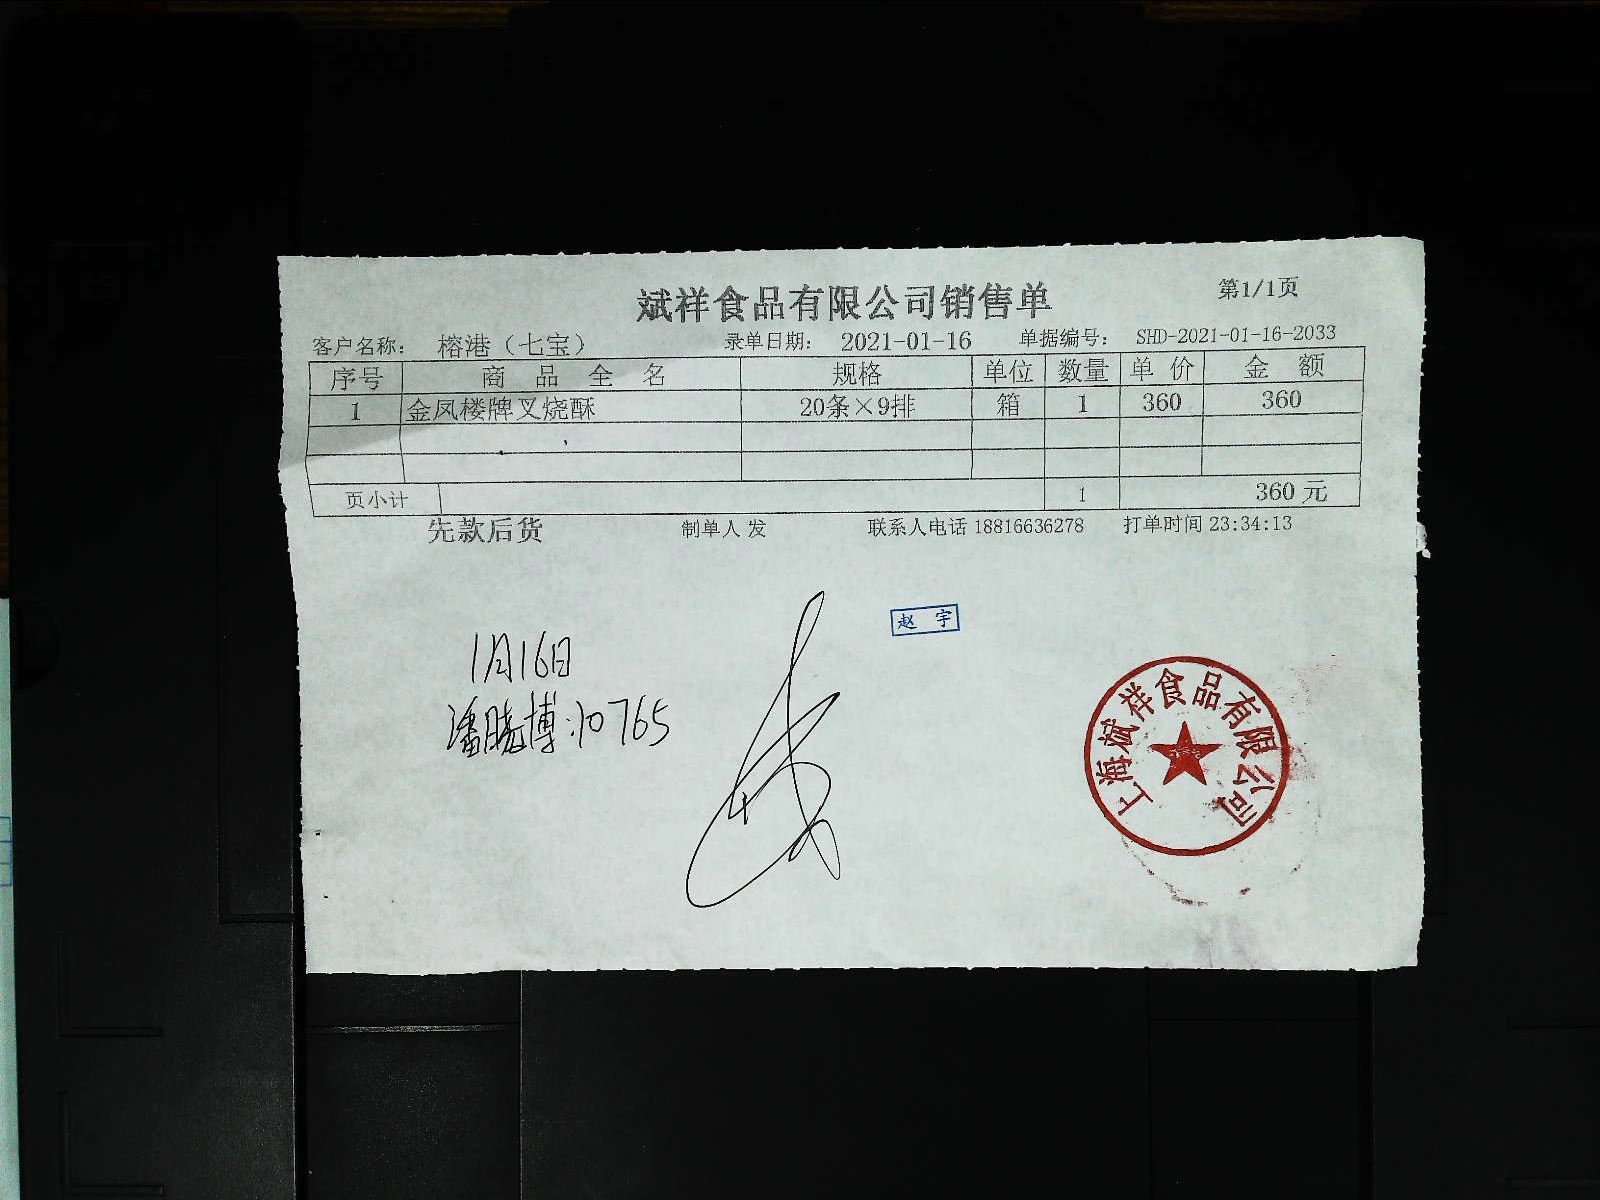 斌祥食品有限公司销售单
第1/1页
客户名称： 榕港（七宝） 录单日期： 2021-01-16 单据编号： SHD-2021-01-16-2033
序号 商品全名 规格 单位 数量 单价 金额
1 金凤楼牌叉烧酥 20条×9排 箱 1 360 360
页小计 1 360元
先款后货 制单人 发 联系人电话 18816636278 打单时间 23:34:13
赵宇
1月16日
潘晓博:10765
上海斌祥食品有限公司